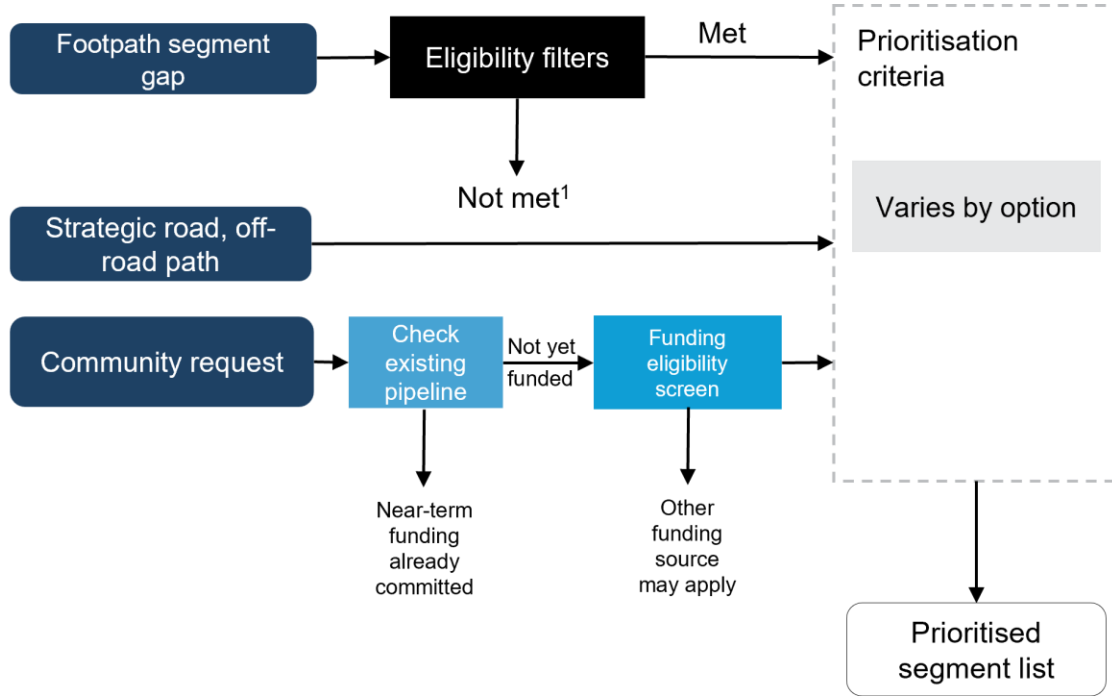 Footpath segment
gap
Eligibility filters
Met
Prioritisation
criteria
Not met¹
Varies by option
Strategic road, off-
road path
Community request
Check
existing
pipeline
Not yet
funded
Funding
eligibility
screen
Near-term
funding
already
committed
Other
funding
source
may apply
Prioritised
segment list